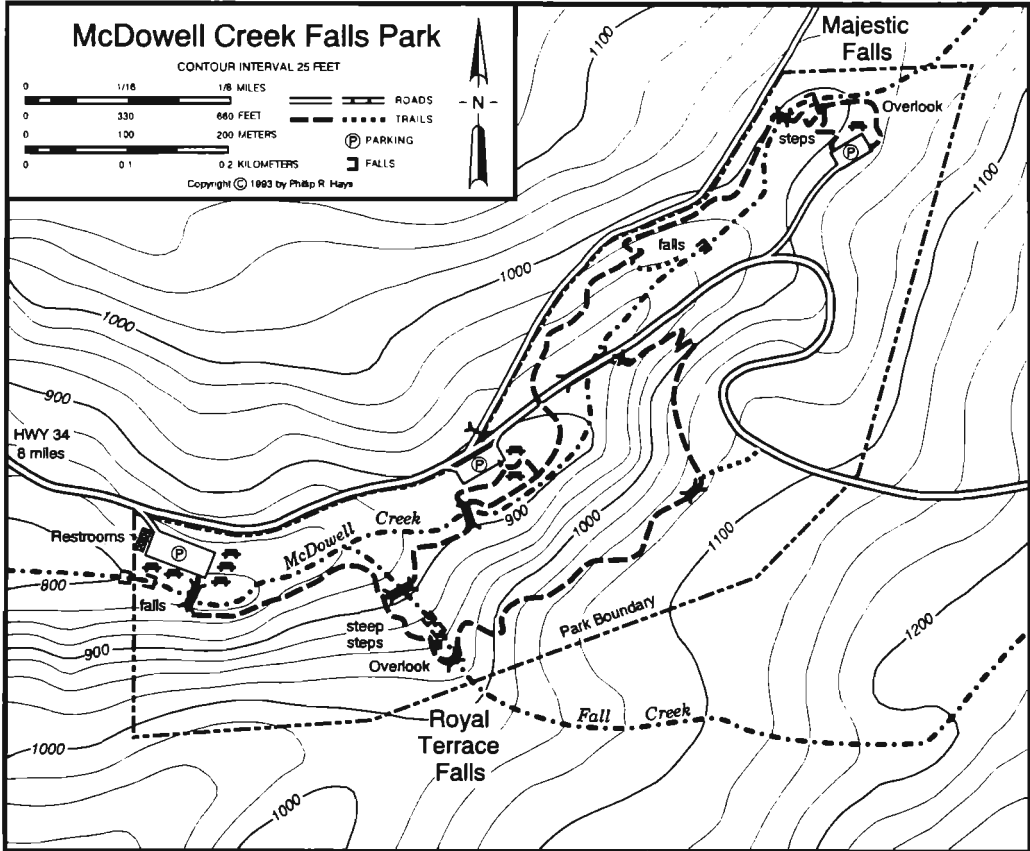 McDowell Creek Falls Park
CONTOUR INTERVAL 25 FEET
0 1/16 1/8 MILES
0 330 660 FEET
0 100 200 METERS
0 0 1 0 2 KILOMETERS
ROADS
TRAILS
P PARKING
FALLS
Copyright © 1993 by Philip R Hays
N
Majestic
Falls
Overlook
steps
P
1100
1100
falls
1000
1000
900
HWY 34
8 miles
P
900
1000
1100
McDowell Creek
Restrooms
P
800
falls
steep
steps
Overlook
900
Park Boundary
1200
Royal
Terrace
Falls
Fall Creek
1000
1000